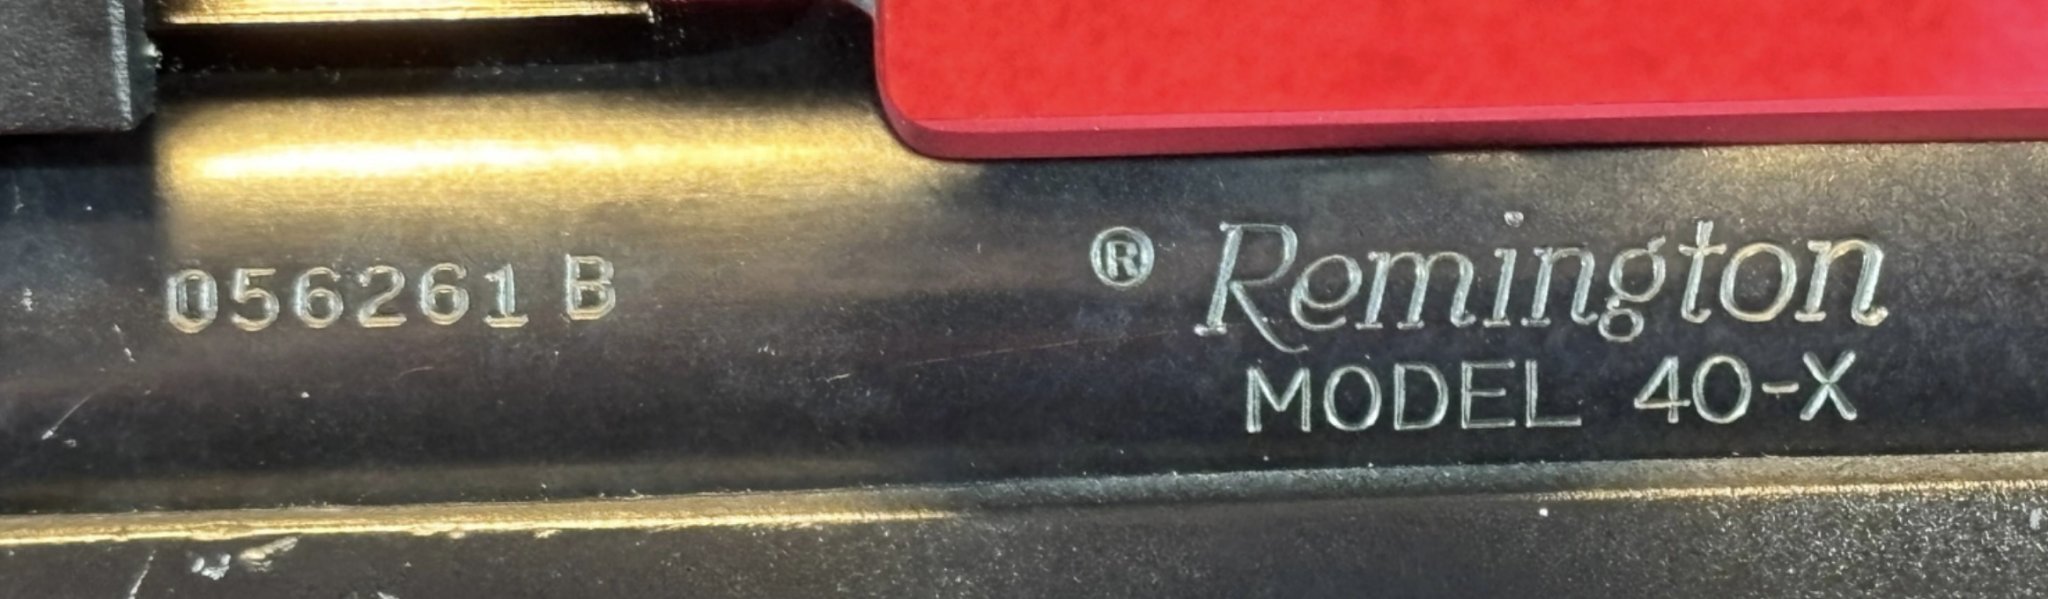 056261 B
® Remington
MODEL 40-X